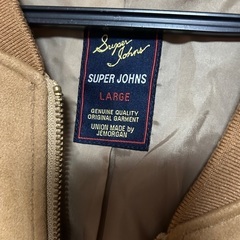 Super
Johns
SUPER JOHNS
LARGE
GENUINE QUALITY
ORIGINAL GARMENT
UNION MADE by
JEMORGAN